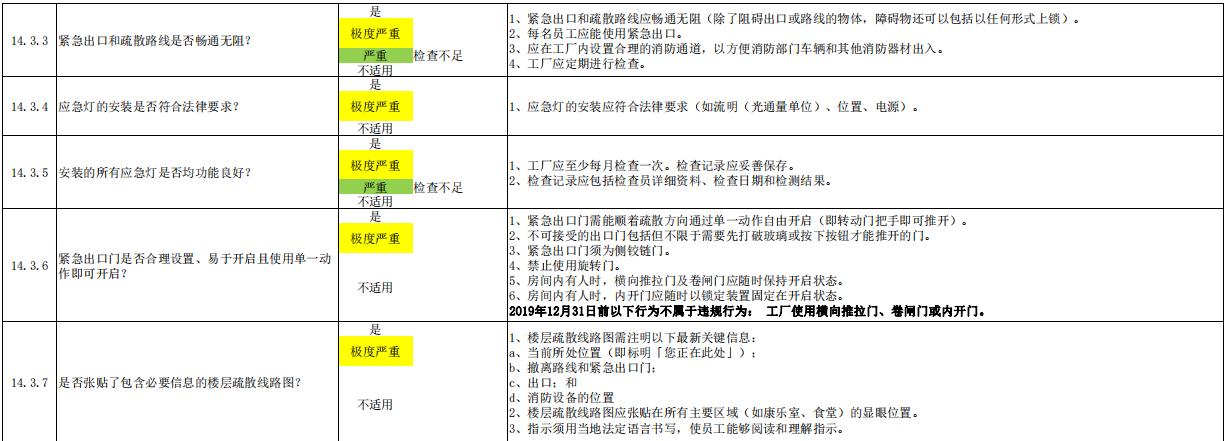 14.3.3
紧急出口和疏散路线是否畅通无阻？
是
极度严重
严重 检查不足
不适用
1、紧急出口和疏散路线应畅通无阻（除了阻碍出口或路线的物体，障碍物还可以包括以任何形式上锁）。
2、每名员工应能使用紧急出口。
3、应在工厂内设置合理的消防通道，以方便消防部门车辆和其他消防器材出入。
4、工厂应定期进行检查。
14.3.4
应急灯的安装是否符合法律要求？
是
极度严重
不适用
1、应急灯的安装应符合法律要求（如流明（光通量单位）、位置、电源）。
14.3.5
安装的所有应急灯是否均功能良好？
是
极度严重
严重 检查不足
不适用
1、工厂应至少每月检查一次。检查记录应妥善保存。
2、检查记录应包括检查员详细资料、检查日期和检测结果。
14.3.6
紧急出口门是否合理设置、易于开启且使用单一动
作即可开启？
是
极度严重
不适用
1、紧急出口门需能顺着疏散方向通过单一动作自由开启（即转动门把手即可推开）。
2、不可接受的出口门包括但不限于需要先打破玻璃或按下按钮才能推开的门。
3、紧急出口门须为侧铰链门。
4、禁止使用旋转门。
5、房间内有人时，横向推拉门及卷闸门应随时保持开启状态。
6、房间内有人时，内开门应随时以锁定装置固定在开启状态。
2019年12月31日前以下行为不属于违规行为： 工厂使用横向推拉门、卷闸门或内开门。
14.3.7
是否张贴了包含必要信息的楼层疏散线路图？
是
极度严重
不适用
1、楼层疏散线路图需注明以下最新关键信息：
a、当前所处位置（即标明「您正在此处」）；
b、撤离路线和紧急出口门；
c、出口；和
d、消防设备的位置
2、楼层疏散线路图应张贴在所有主要区域（如康乐室、食堂）的显眼位置。
3、指示须用当地法定语言书写，使员工能够阅读和理解指示。